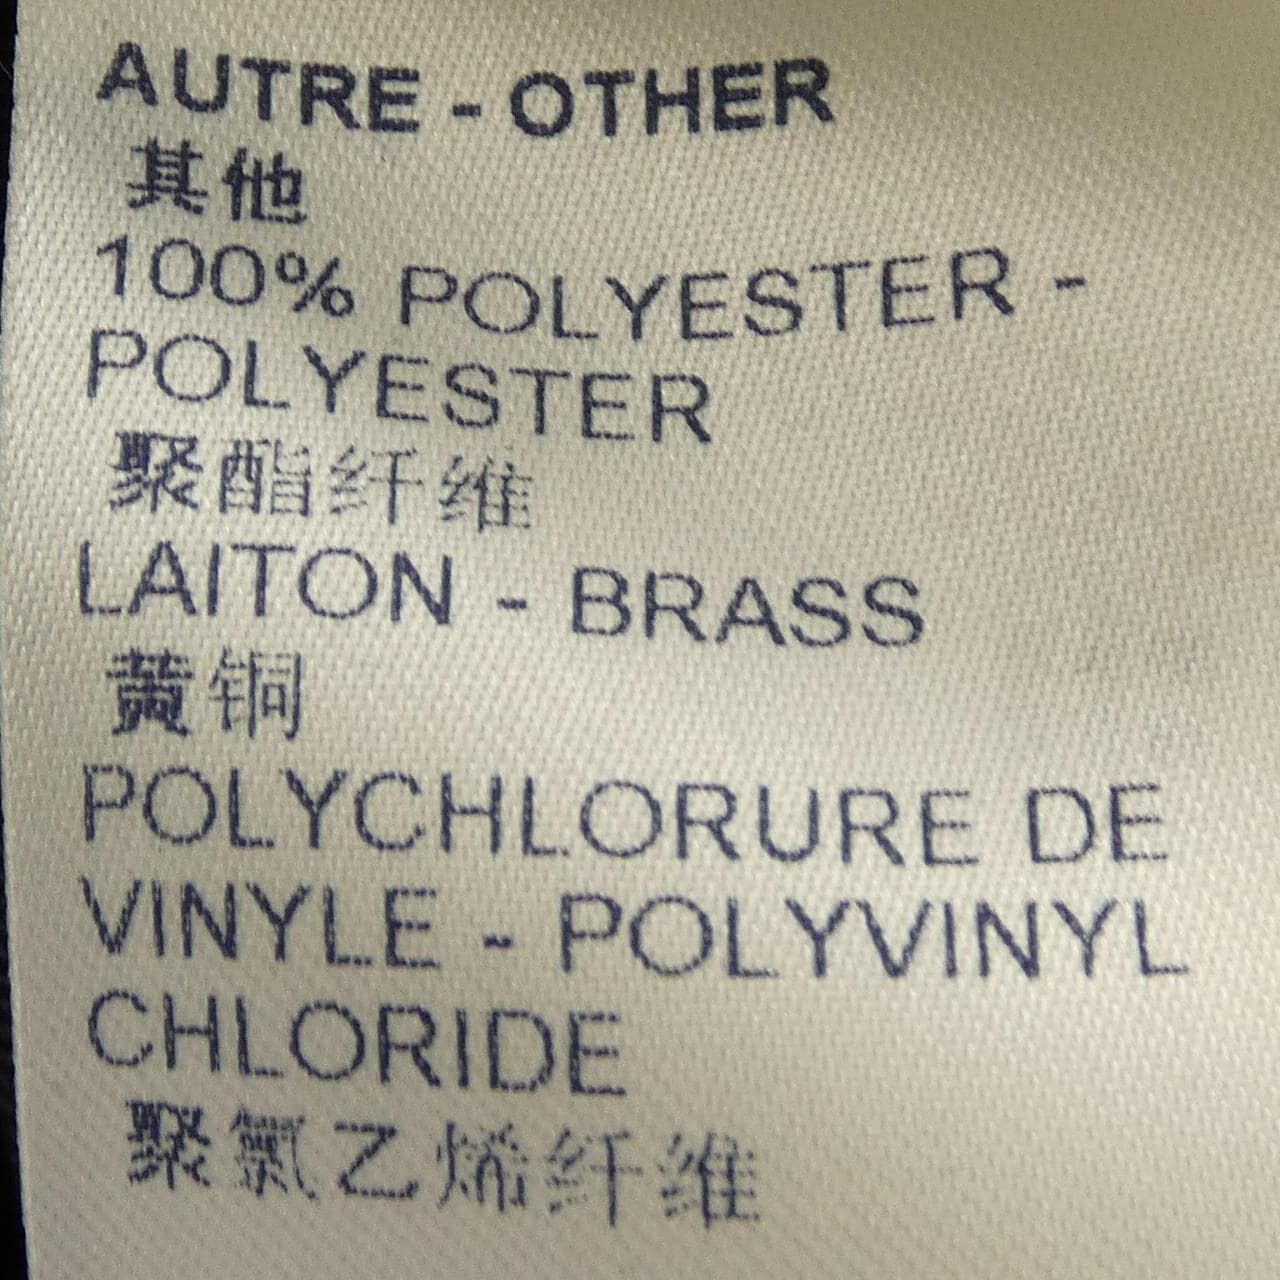 AUTRE - OTHER
其他
100% POLYESTER -
POLYESTER
聚酯纤维
LAITON - BRASS
黄铜
POLYCHLORURE DE
VINYLE - POLYVINYL
CHLORIDE
聚氯乙烯纤维